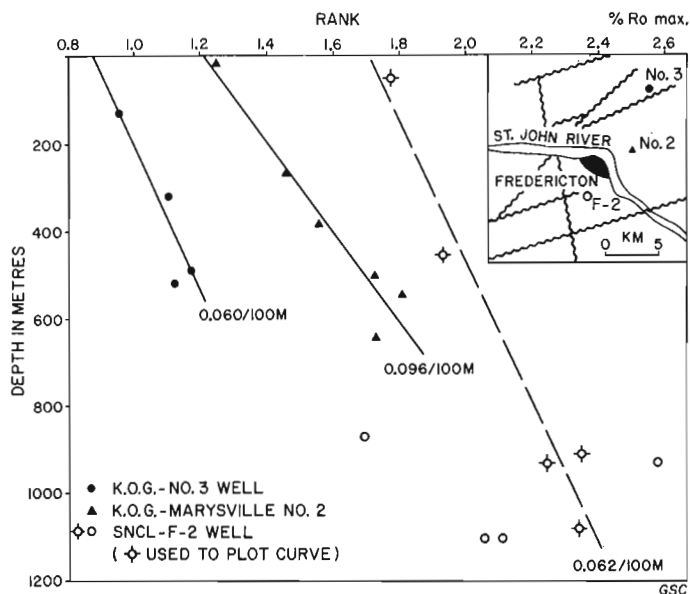 RANK
% Ro max.
0.8 1.0 1.2 1.4 1.6 1.8 2.0 2.2 2.4 2.6
DEPTH IN METRES
200
400
600
800
1000
1200
0.060/100M
0.096/100M
0.062/100M
No. 3
ST. JOHN RIVER
No. 2
FREDERICTON
F-2
0 KM 5
K.O.G.-NO. 3 WELL
K.O.G.-MARYSVILLE NO. 2
SNCL-F-2 WELL
( USED TO PLOT CURVE)
GSC